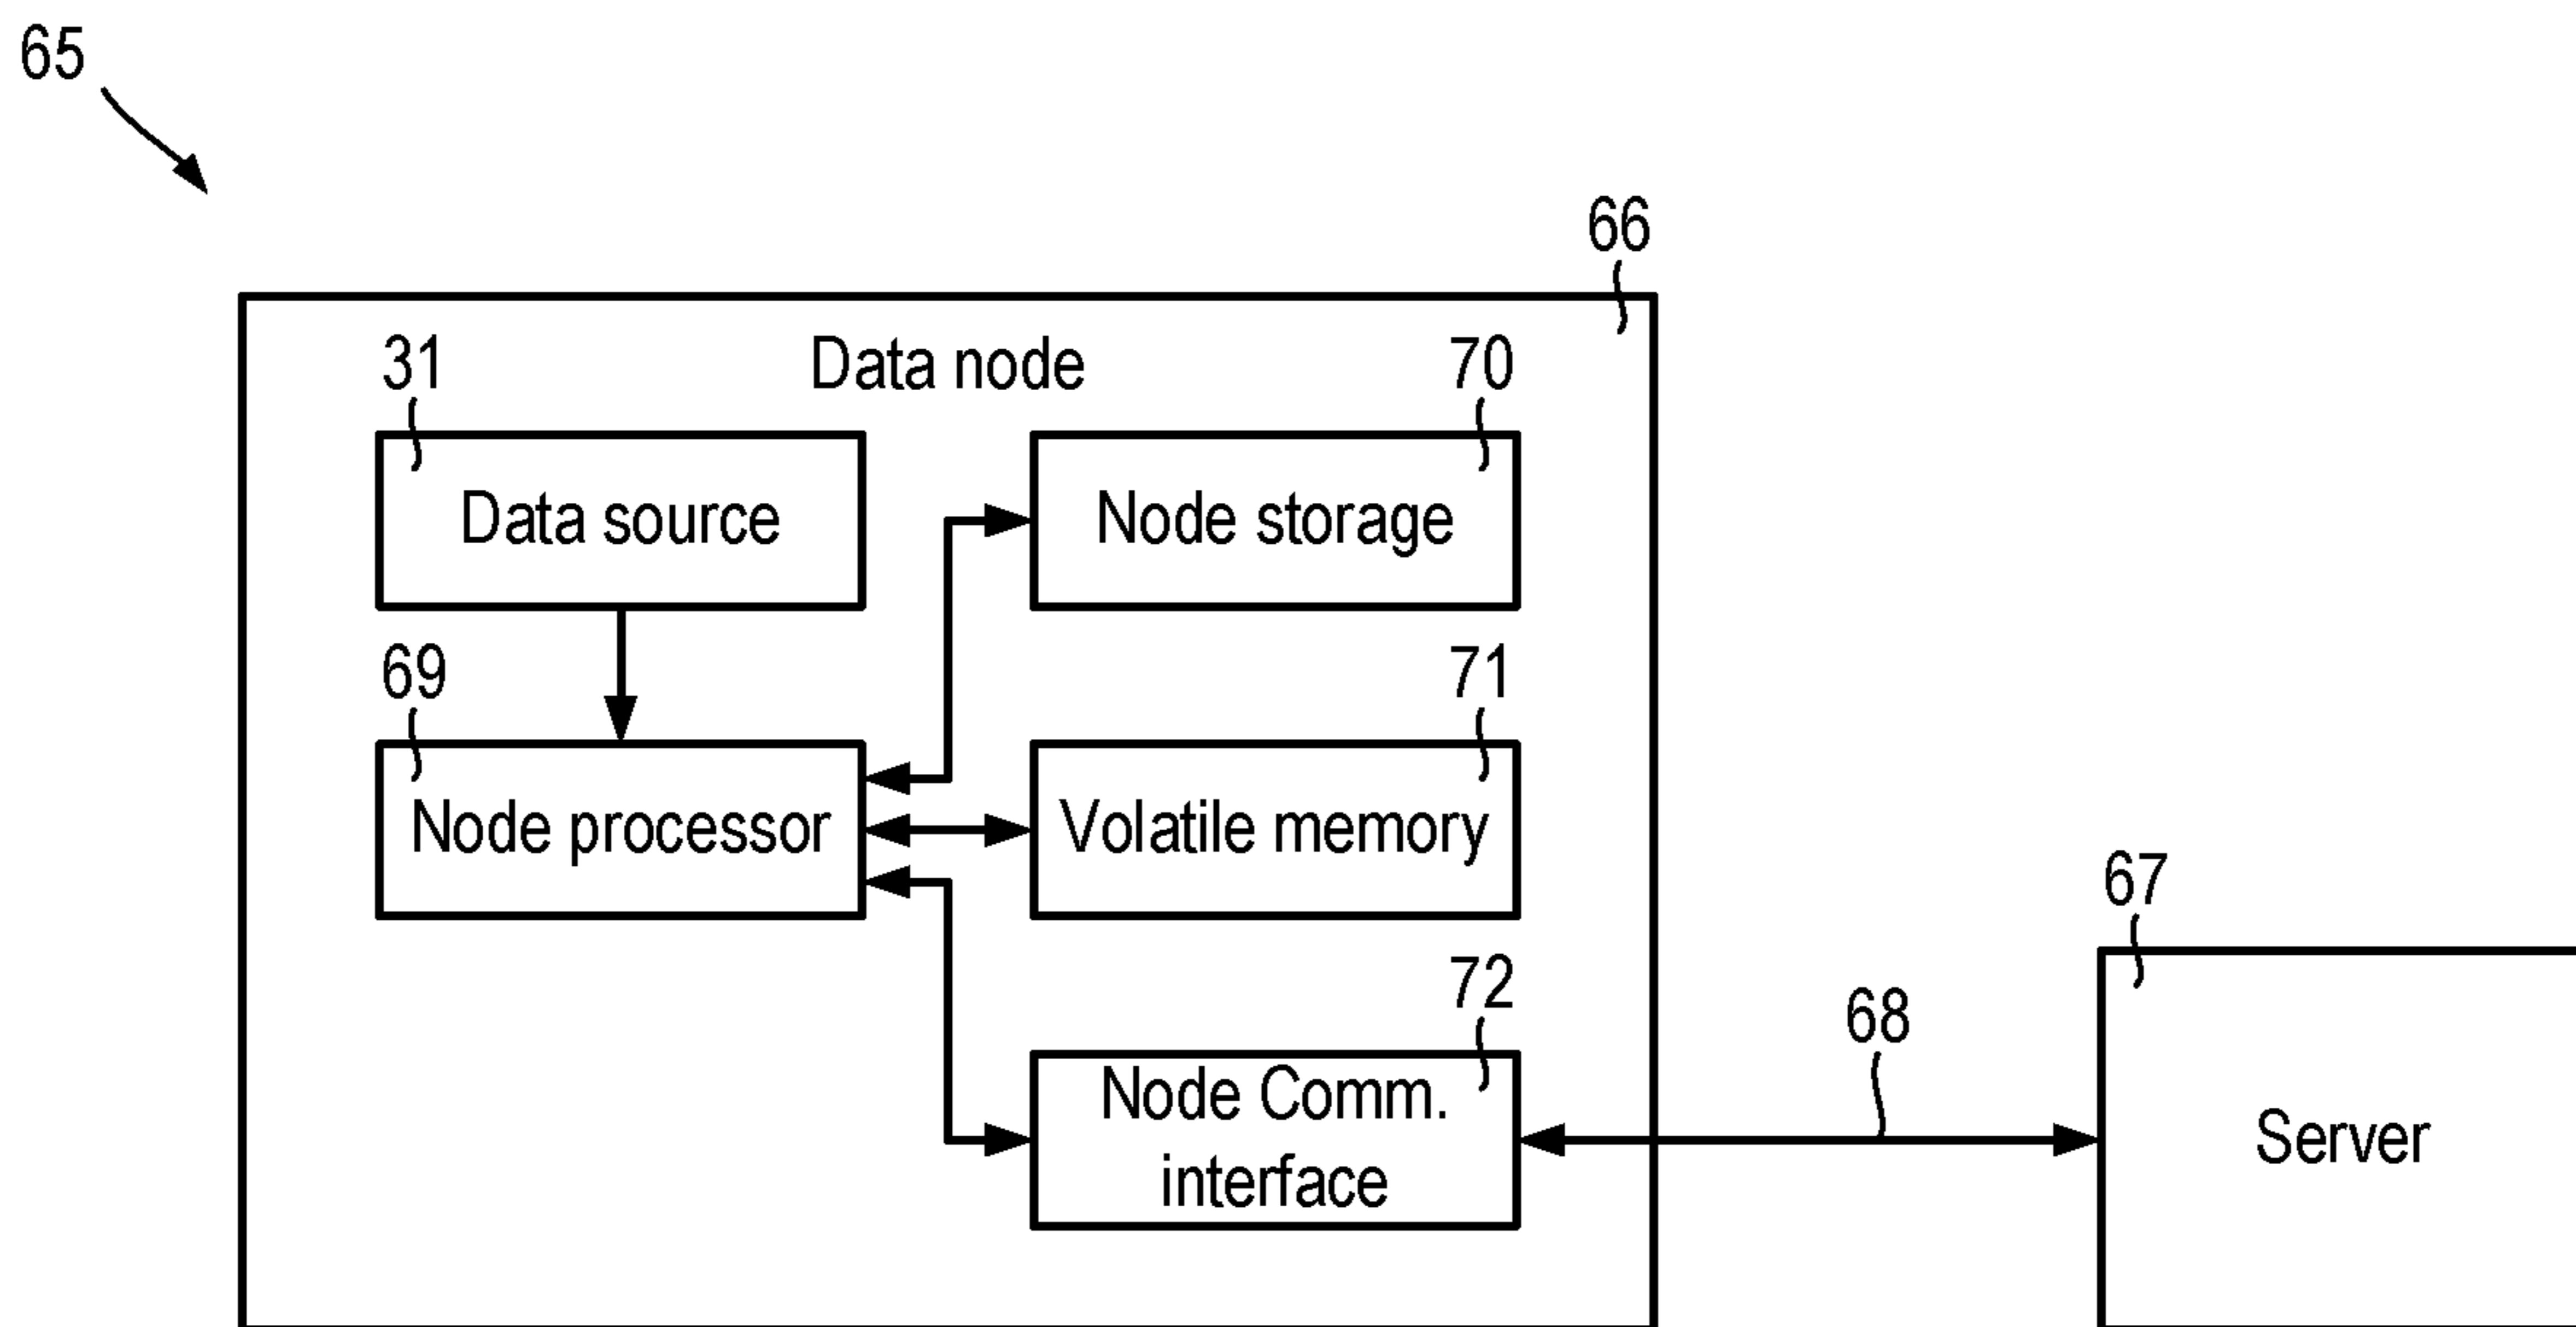 65
66
Data node
31
70
Data source
Node storage
69
71
Node processor
Volatile memory
67
72
68
Node Comm.
interface
Server